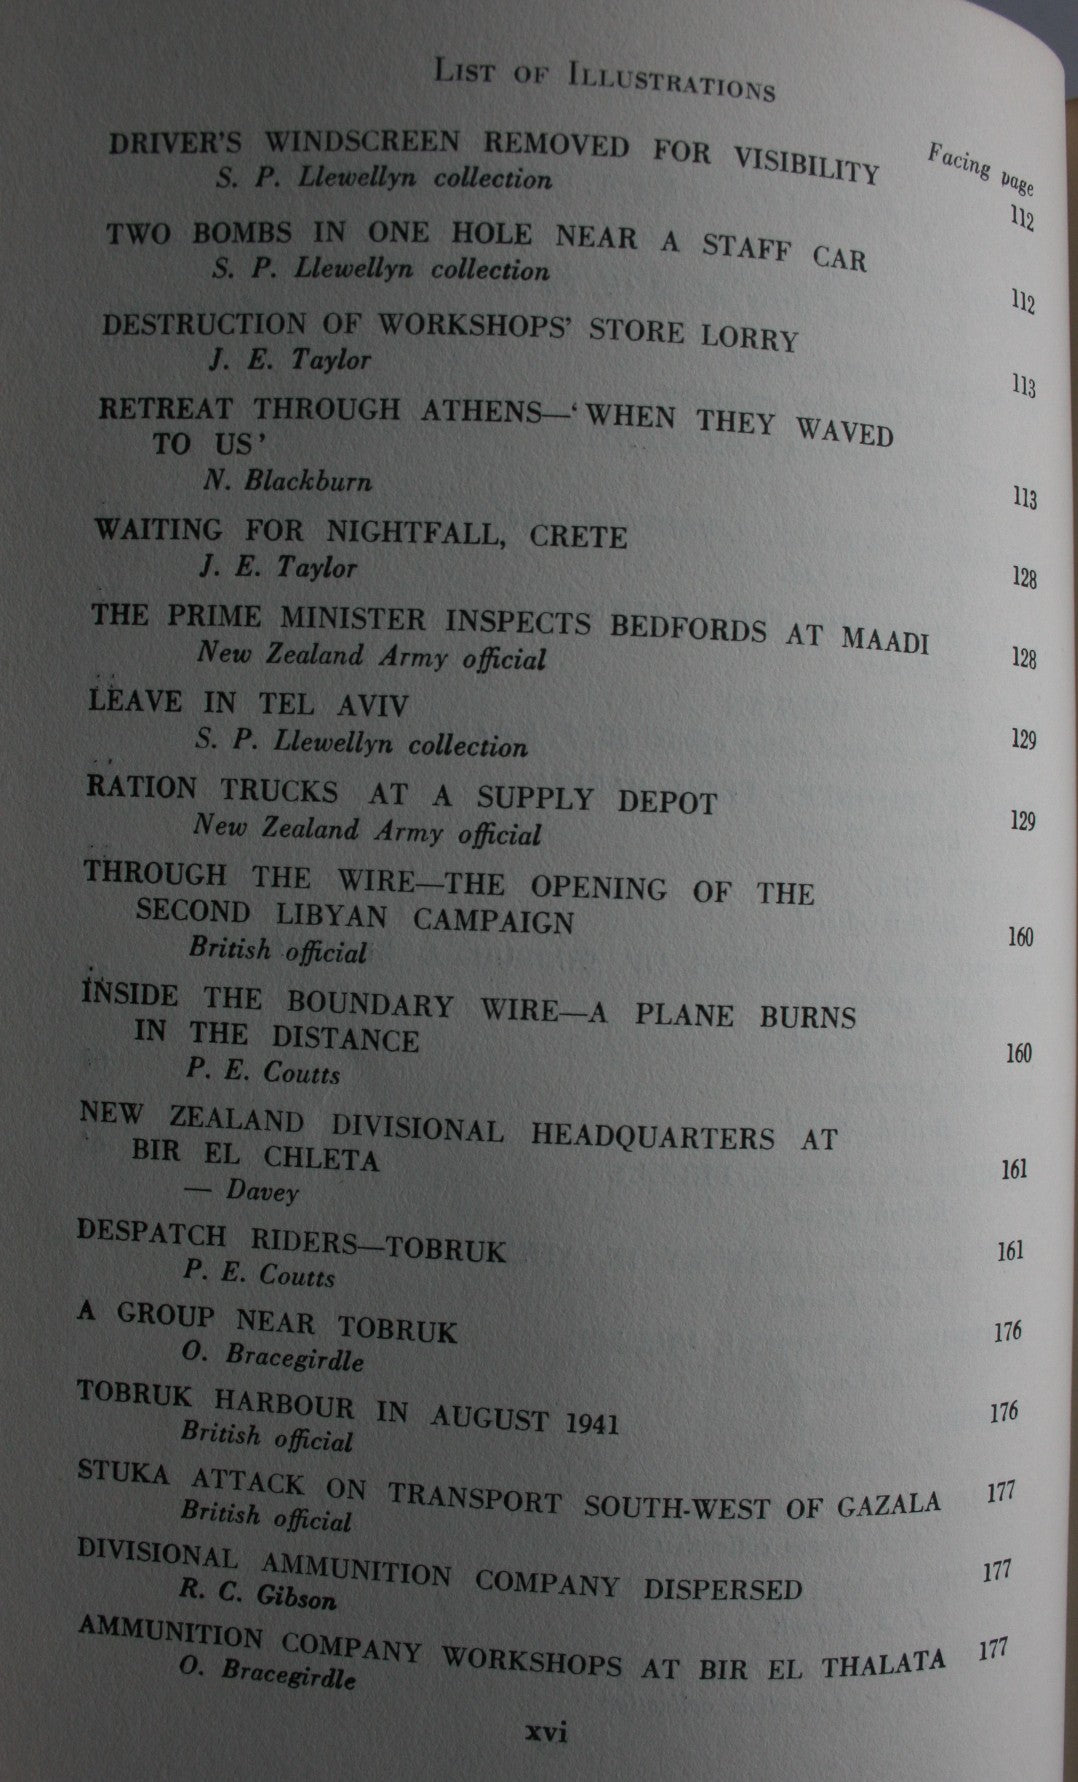 LIST OF ILLUSTRATIONS
Facing page
DRIVER'S WINDSCREEN REMOVED FOR VISIBILITY 112
S. P. Llewellyn collection
TWO BOMBS IN ONE HOLE NEAR A STAFF CAR 112
S. P. Llewellyn collection
DESTRUCTION OF WORKSHOPS' STORE LORRY 113
J. E. Taylor
RETREAT THROUGH ATHENS—'WHEN THEY WAVED
TO US' 113
N. Blackburn
WAITING FOR NIGHTFALL, CRETE 128
J. E. Taylor
THE PRIME MINISTER INSPECTS BEDFORDS AT MAADI 128
New Zealand Army official
LEAVE IN TEL AVIV 129
S. P. Llewellyn collection
RATION TRUCKS AT A SUPPLY DEPOT 129
New Zealand Army official
THROUGH THE WIRE—THE OPENING OF THE
SECOND LIBYAN CAMPAIGN 160
British official
INSIDE THE BOUNDARY WIRE—A PLANE BURNS
IN THE DISTANCE 160
P. E. Coutts
NEW ZEALAND DIVISIONAL HEADQUARTERS AT
BIR EL CHLETA 161
— Davey
DESPATCH RIDERS—TOBRUK 161
P. E. Coutts
A GROUP NEAR TOBRUK 176
O. Bracegirdle
TOBRUK HARBOUR IN AUGUST 1941 176
British official
STUKA ATTACK ON TRANSPORT SOUTH-WEST OF GAZALA 177
British official
DIVISIONAL AMMUNITION COMPANY DISPERSED 177
R. C. Gibson
AMMUNITION COMPANY WORKSHOPS AT BIR EL THALATA 177
O. Bracegirdle
xvi